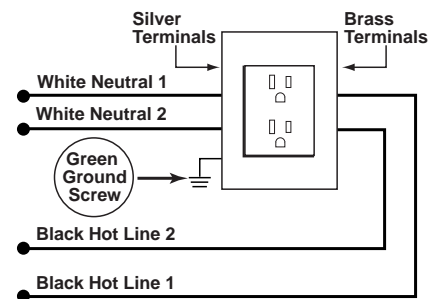 Silver
Terminals
Brass
Terminals
White Neutral 1
White Neutral 2
Green
Ground
Screw
Black Hot Line 2
Black Hot Line 1